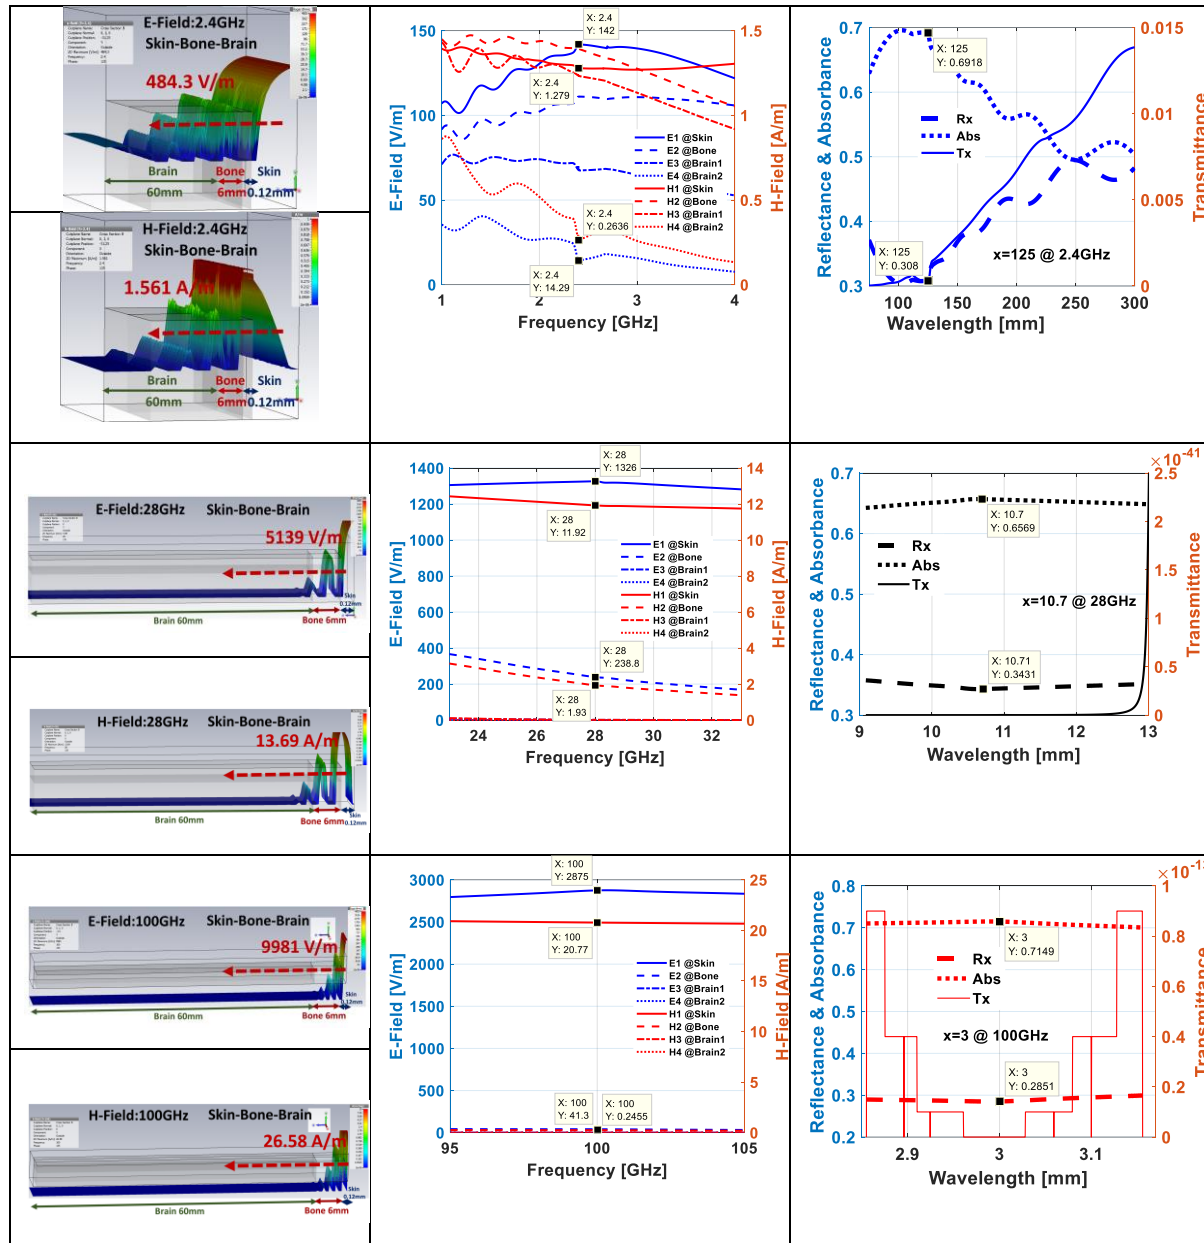 E-Field:2.4GHz
Skin-Bone-Brain
484.3 V/m
Brain
Bone
Skin
60mm
6mm
0.12mm
H-Field:2.4GHz
Skin-Bone-Brain
1.561 A/m
Brain
Bone
Skin
60mm
6mm
0.12mm
X: 2.4
Y: 142
X: 2.4
Y: 1.279
X: 2.4
Y: 0.2636
X: 2.4
Y: 14.29
150
100
50
0
1.5
1
0.5
0
1
2
3
4
E-Field [V/m]
H-Field [A/m]
Frequency [GHz]
E1 @Skin
E2 @Bone
E3 @Brain1
E4 @Brain2
H1 @Skin
H2 @Bone
H3 @Brain1
H4 @Brain2
0.7
0.6
0.5
0.4
0.3
0.015
0.01
0.005
0
X: 125
Y: 0.6918
Rx
Abs
Tx
X: 125
Y: 0.308
x=125 @ 2.4GHz
100
150
200
250
300
Reflectance & Absorbance
Transmittance
Wavelength [mm]
E-Field:28GHz
Skin-Bone-Brain
5139 V/m
Skin
0.12mm
Brain 60mm
Bone 6mm
H-Field:28GHz
Skin-Bone-Brain
13.69 A/m
Skin
0.12mm
Brain 60mm
Bone 6mm
X: 28
Y: 1326
X: 28
Y: 11.92
X: 28
Y: 238.8
X: 28
Y: 1.93
1400
1200
1000
800
600
400
200
0
14
12
10
8
6
4
2
0
24
26
28
30
32
E-Field [V/m]
H-Field [A/m]
Frequency [GHz]
E1 @Skin
E2 @Bone
E3 @Brain1
E4 @Brain2
H1 @Skin
H2 @Bone
H3 @Brain1
H4 @Brain2
×10-41
0.7
0.6
0.5
0.4
0.3
2.5
2
1.5
1
0.5
0
X: 10.7
Y: 0.6569
Rx
Abs
Tx
x=10.7 @ 28GHz
X: 10.71
Y: 0.3431
9
10
11
12
13
Reflectance & Absorbance
Transmittance
Wavelength [mm]
E-Field:100GHz
Skin-Bone-Brain
9981 V/m
Skin
0.12mm
Brain 60mm
Bone 6mm
H-Field:100GHz
Skin-Bone-Brain
26.58 A/m
Skin
0.12mm
Brain 60mm
Bone 6mm
X: 100
Y: 2875
X: 100
Y: 20.77
X: 100
Y: 41.3
X: 100
Y: 0.2455
3000
2500
2000
1500
1000
500
0
24
20
15
10
5
0
95
100
105
E-Field [V/m]
H-Field [A/m]
Frequency [GHz]
E1 @Skin
E2 @Bone
E3 @Brain1
E4 @Brain2
H1 @Skin
H2 @Bone
H3 @Brain1
H4 @Brain2
0.8
0.7
0.6
0.5
0.4
0.3
0.2
1
0.8
0.6
0.4
0.2
0
X: 3
Y: 0.7149
Rx
Abs
Tx
x=3 @ 100GHz
X: 3
Y: 0.2851
2.9
3
3.1
Reflectance & Absorbance
Transmittance
Wavelength [mm]